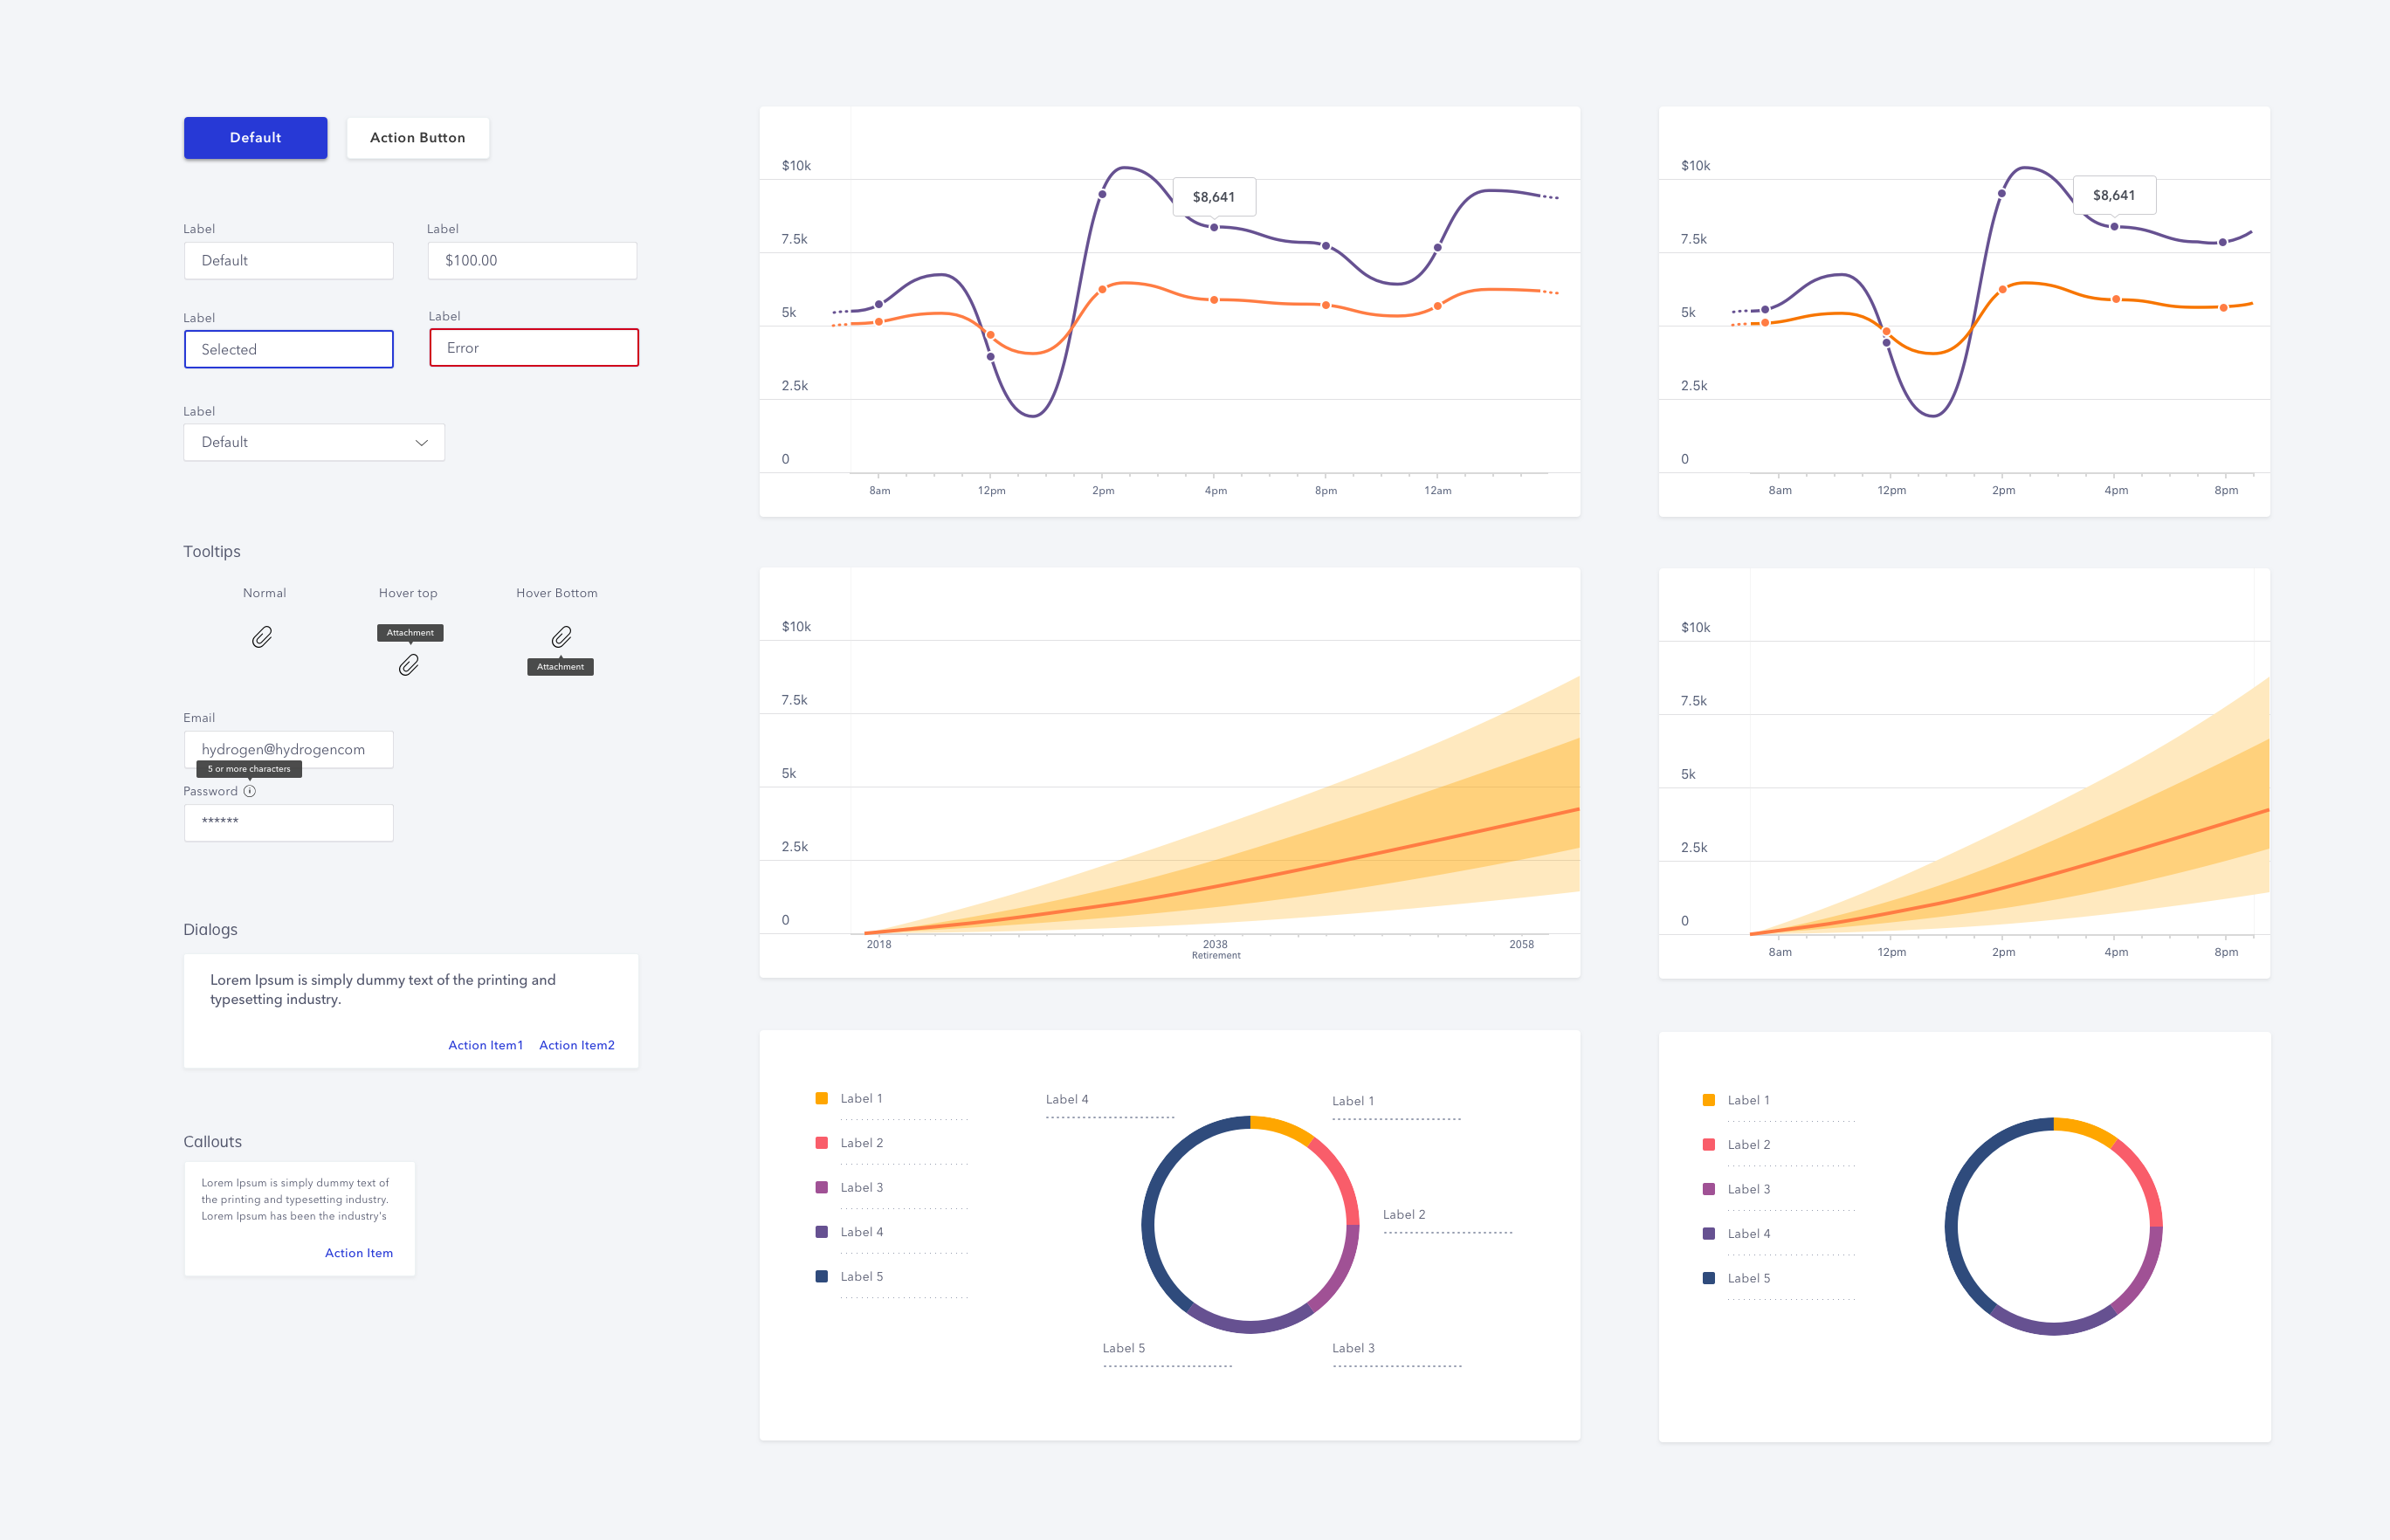 Default
Action Button
Label
Label
Default
$100.00
Label
Label
Selected
Error
Label
Default
Tooltips
Normal
Hover top
Hover Bottom
Attachment
Attachment
Email
hydrogen@hydrogencom
5 or more characters
Password
******
Dialogs
Lorem Ipsum is simply dummy text of the printing and
typesetting industry.
Action Item1
Action Item2
Callouts
Lorem Ipsum is simply dummy text of
the printing and typesetting industry.
Lorem Ipsum has been the industry's
Action Item
$10k
7.5k
5k
2.5k
0
$8,641
8am
12pm
2pm
4pm
8pm
12am
$10k
7.5k
5k
2.5k
0
$8,641
8am
12pm
2pm
4pm
8pm
$10k
7.5k
5k
2.5k
0
2018
2038
Retirement
2058
$10k
7.5k
5k
2.5k
0
8am
12pm
2pm
4pm
8pm
Label 1
Label 2
Label 3
Label 4
Label 5
Label 4
Label 1
Label 2
Label 5
Label 3
Label 1
Label 2
Label 3
Label 4
Label 5